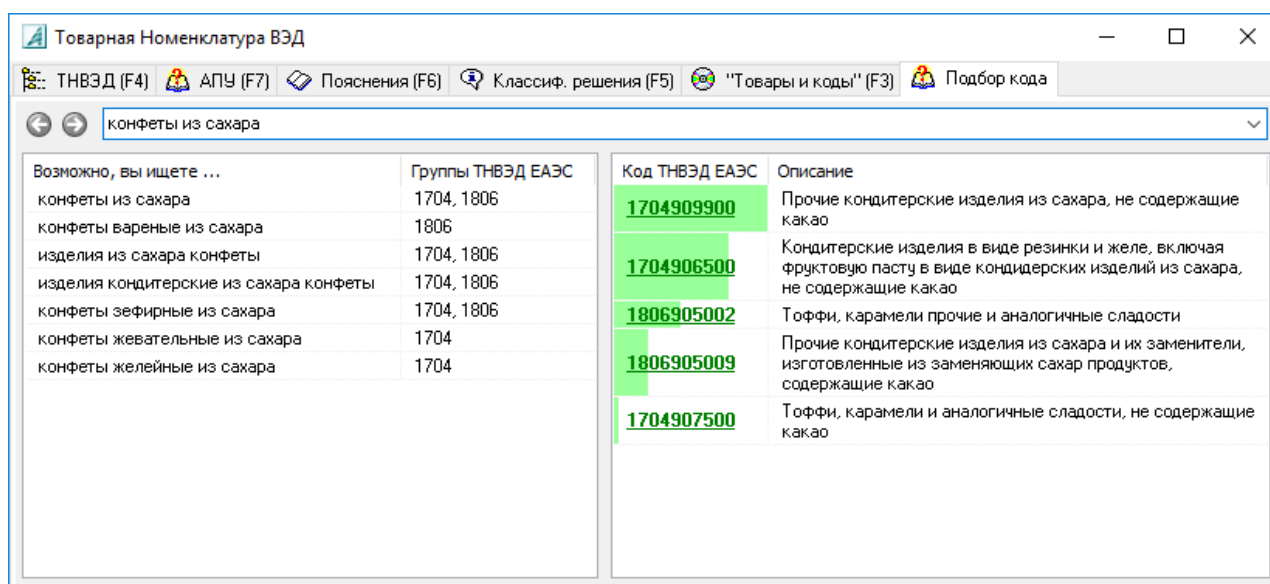 Товарная Номенклатура ВЭД
ТНВЭД (F4) АПУ (F7) Пояснения (F6) Классиф. решения (F5) "Товары и коды" (F3) Подбор кода
конфеты из сахара
Возможно, вы ищете ... Группы ТНВЭД ЕАЭС
конфеты из сахара 1704, 1806
конфеты вареные из сахара 1806
изделия из сахара конфеты 1704, 1806
изделия кондитерские из сахара конфеты 1704, 1806
конфеты зефирные из сахара 1704, 1806
конфеты жевательные из сахара 1704
конфеты желейные из сахара 1704
Код ТНВЭД ЕАЭС Описание
1704909900 Прочие кондитерские изделия из сахара, не содержащие
какао
Кондитерские изделия в виде резинки и желе, включая
1704906500 фруктовую пасту в виде кондидерских изделий из сахара,
не содержащие какао
1806905002 Тоффи, карамели прочие и аналогичные сладости
Прочие кондитерские изделия из сахара и их заменители,
1806905009 изготовленные из заменяющих сахар продуктов,
содержащие какао
1704907500 Тоффи, карамели и аналогичные сладости, не содержащие
какао